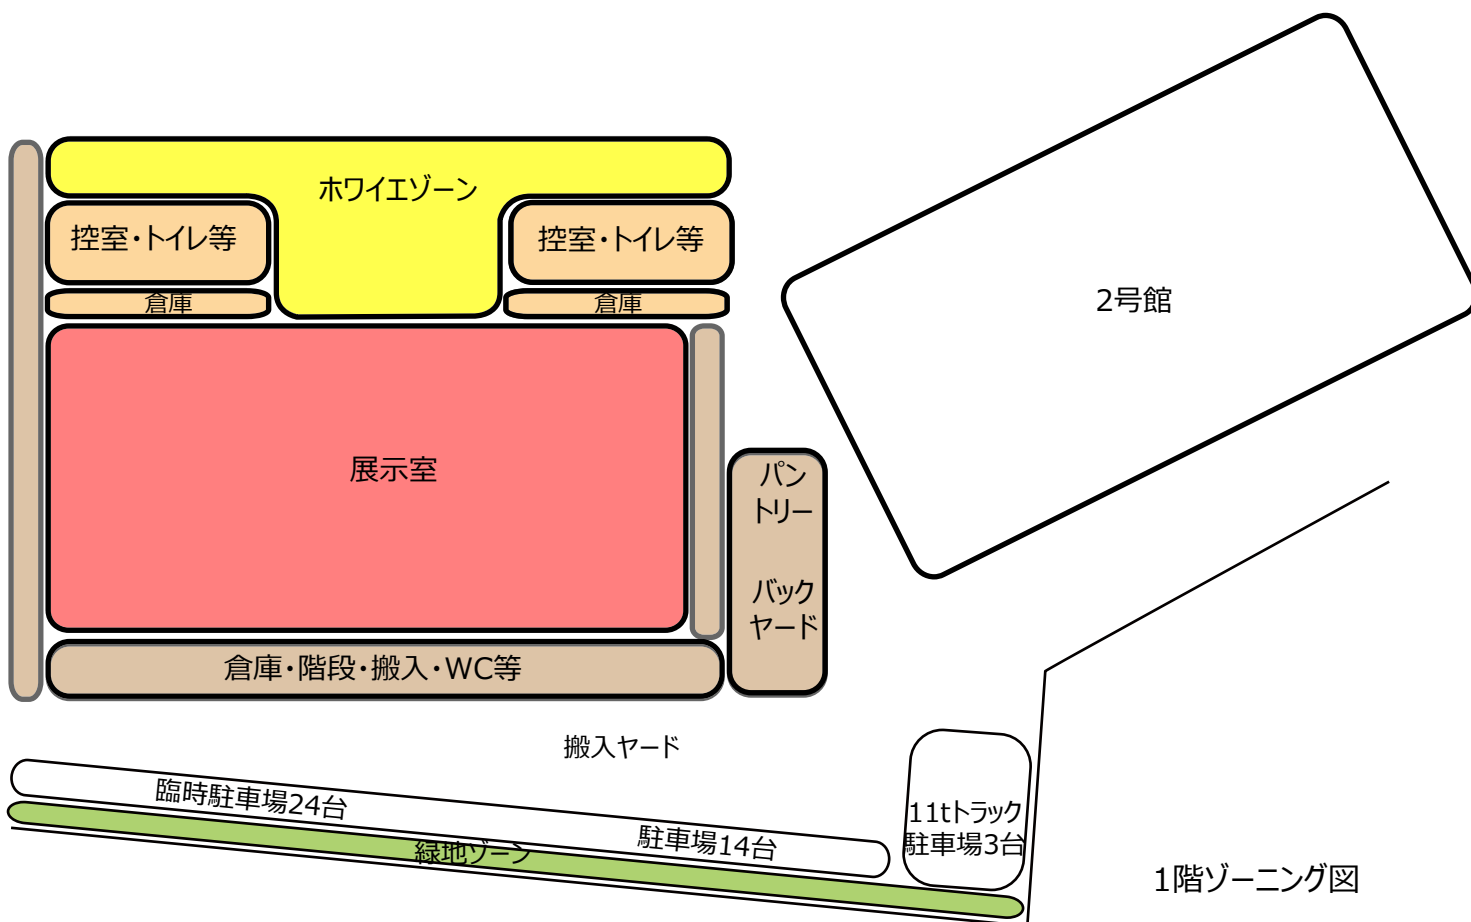 ホワイエゾーン
控室・トイレ等
控室・トイレ等
倉庫
倉庫
2号館
展示室
パン
トリー
バック
ヤード
倉庫・階段・搬入・WC等
搬入ヤード
臨時駐車場24台
駐車場14台
11tトラック
駐車場3台
緑地ゾーン
1階ゾーニング図